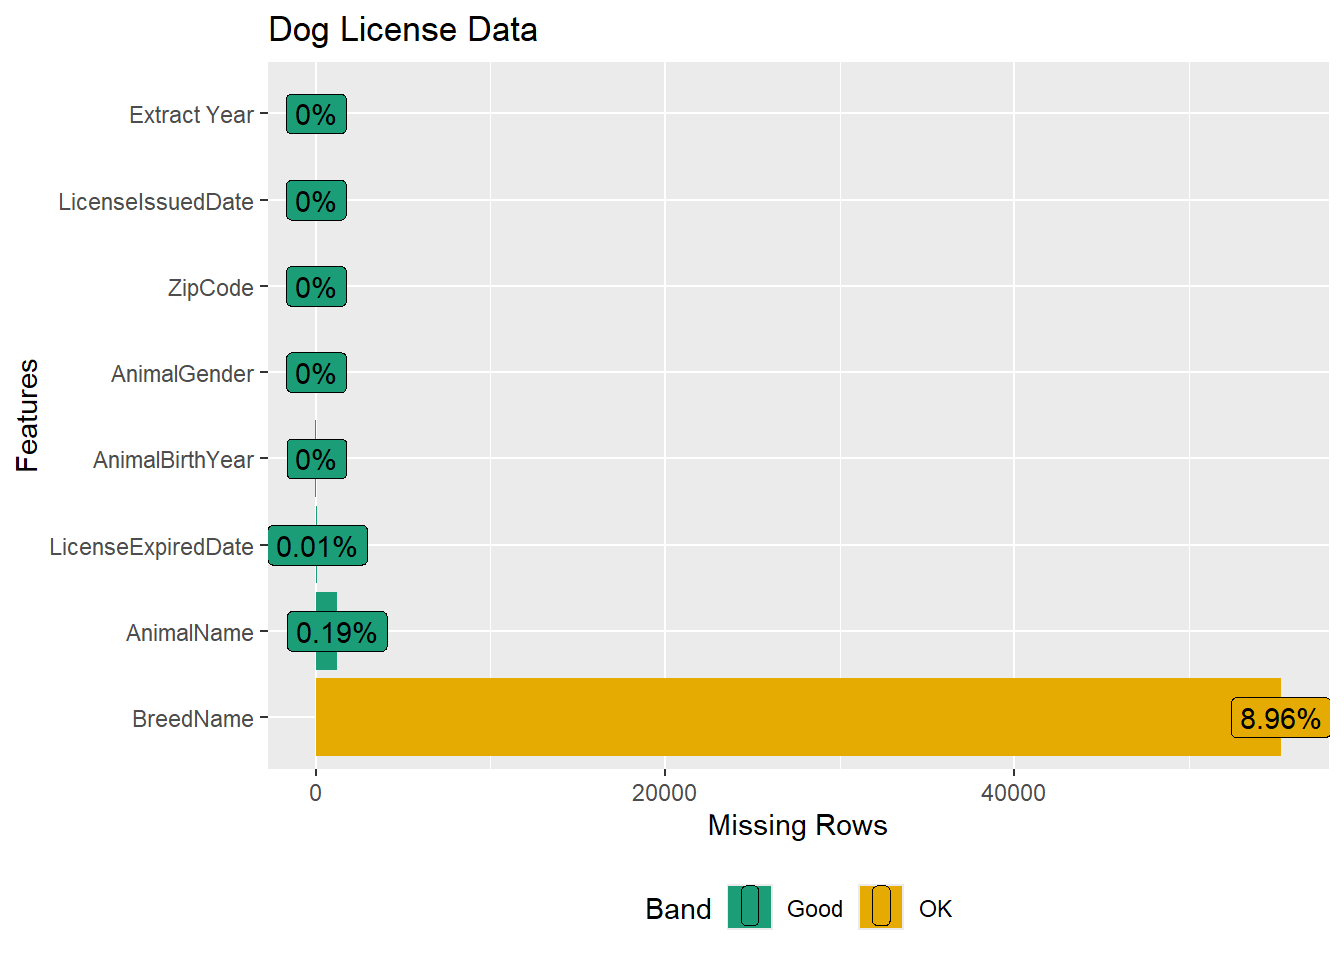 Dog License Data
Extract Year
0%
LicenseIssuedDate
0%
ZipCode
0%
AnimalGender
0%
AnimalBirthYear
0%
LicenseExpiredDate
0.01%
AnimalName
0.19%
BreedName
8.96%
Features
0 20000 40000
Missing Rows
Band Good OK